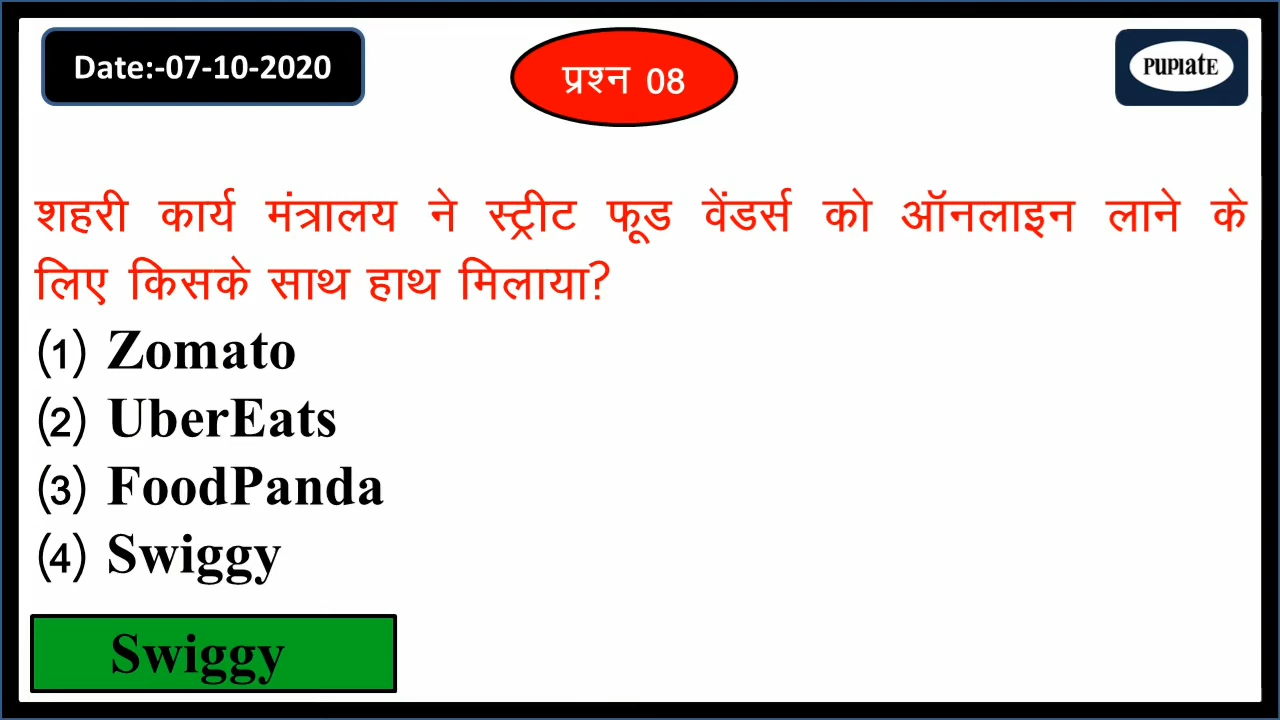 Date:-07-10-2020
प्रश्न 08
PUPIatE
शहरी कार्य मंत्रालय ने स्ट्रीट फूड वेंडर्स को ऑनलाइन लाने के
लिए किसके साथ हाथ मिलाया?
(1) Zomato
(2) UberEats
(3) FoodPanda
(4) Swiggy
Swiggy